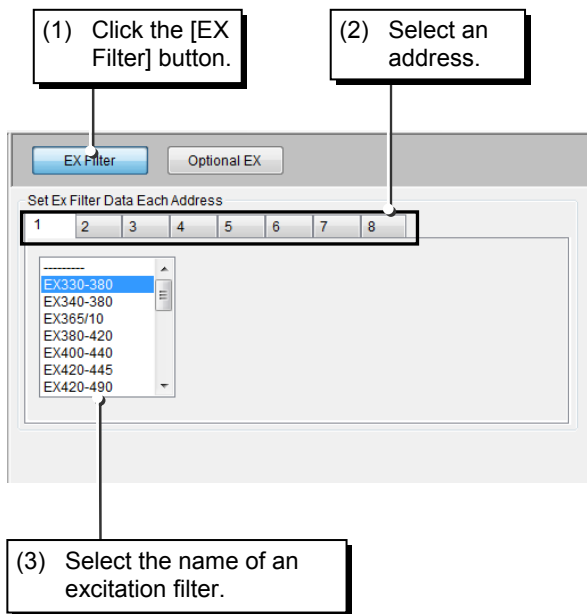 (1) Click the [EX
Filter] button.
(2) Select an
address.
EX Filter
Optional EX
Set Ex Filter Data Each Address
1 2 3 4 5 6 7 8
---------
EX330-380
EX340-380
EX365/10
EX380-420
EX400-440
EX420-445
EX420-490
(3) Select the name of an
excitation filter.